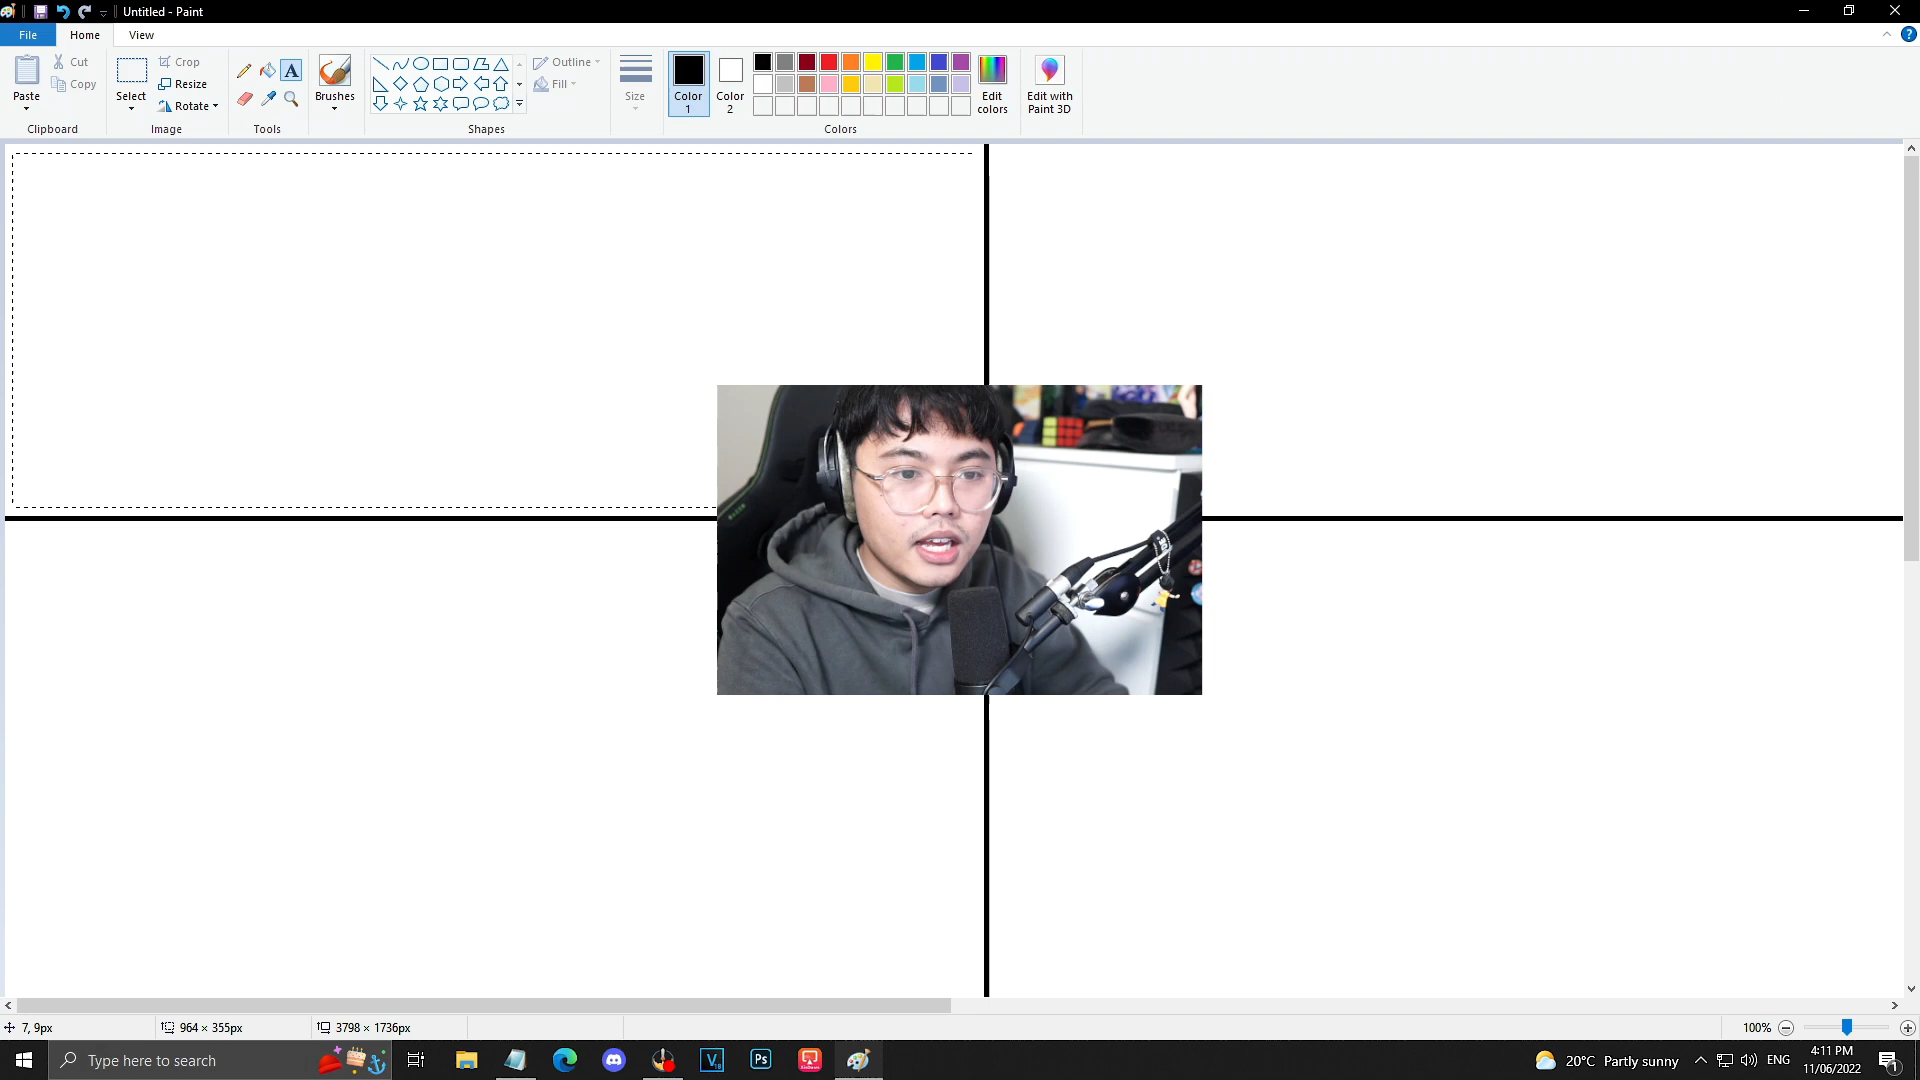 Untitled - Paint
File
Home
View
Paste
Cut
Copy
Clipboard
Select
Crop
Resize
Rotate
Image
A
Tools
Brushes
Shapes
Outline
Fill
Size
Color
1
Color
2
Colors
Edit
colors
Edit with
Paint 3D
7, 9px
964 × 355px
3798 × 1736px
100%
Type here to search
Ps
20°C Partly sunny
ENG
4:11 PM
11/06/2022
1